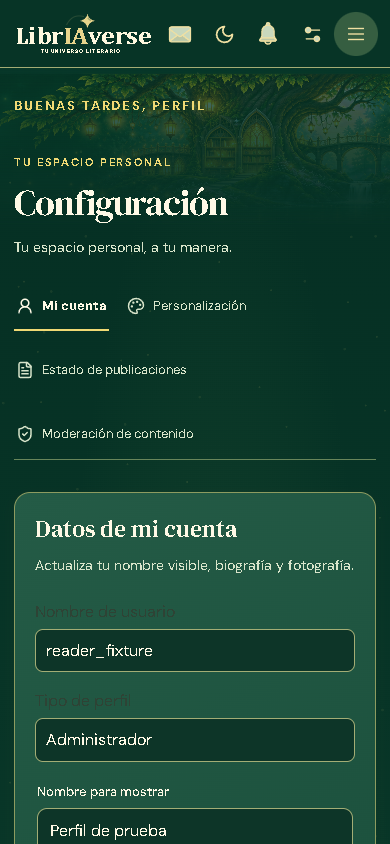 LibrIAverse
TU UNIVERSO LITERARIO
BUENAS TARDES, PERFIL
TU ESPACIO PERSONAL
Configuración
Tu espacio personal, a tu manera.
Mi cuenta
Personalización
Estado de publicaciones
Moderación de contenido
Datos de mi cuenta
Actualiza tu nombre visible, biografía y fotografía.
Nombre de usuario
reader_fixture
Tipo de perfil
Administrador
Nombre para mostrar
Perfil de prueba